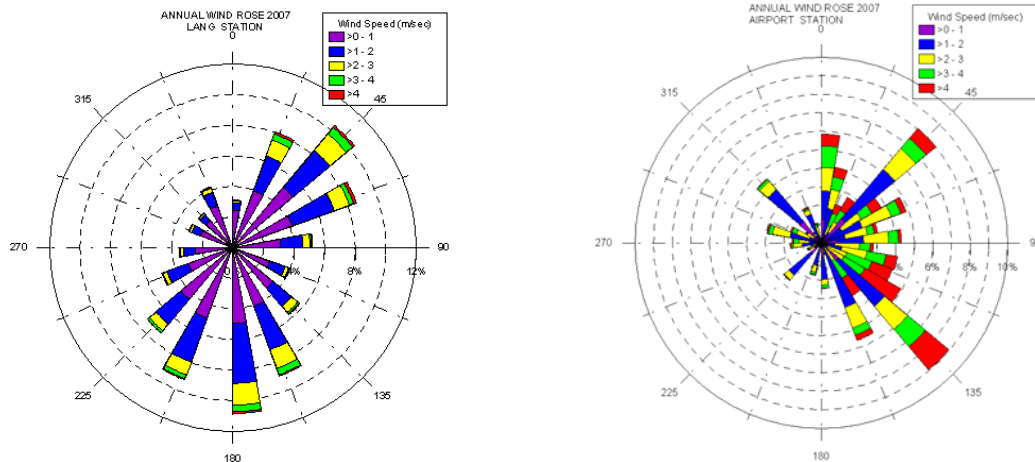 ANNUAL WIND ROSE 2007
LANG STATION
0
Wind Speed (m/sec)
>0 - 1
>1 - 2
>2 - 3
>3 - 4
>4
315
45
270
90
4%
8%
12%
225
135
180
ANNUAL WIND ROSE 2007
AIRPORT STATION
0
Wind Speed (m/sec)
>0 - 1
>1 - 2
>2 - 3
>3 - 4
>4
315
45
270
6%
8%
10%
225
135
180